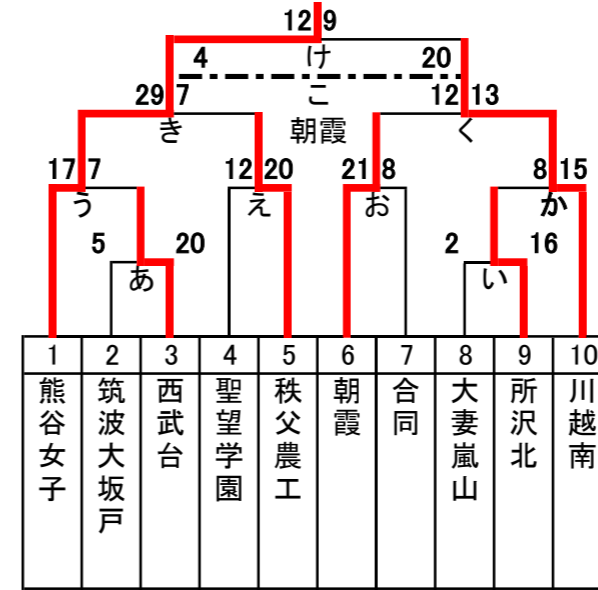 12 9
4 け 20
こ
29 7 12 13
き 朝霞 く
17 7 12 20 21 8 8 15
う え お か
5 20 2 16
あ い
1 2 3 4 5 6 7 8 9 10
熊谷女子
筑波大坂戸
西武台
聖望学園
秩父農工
朝霞
合同
大妻嵐山
所沢北
川越南